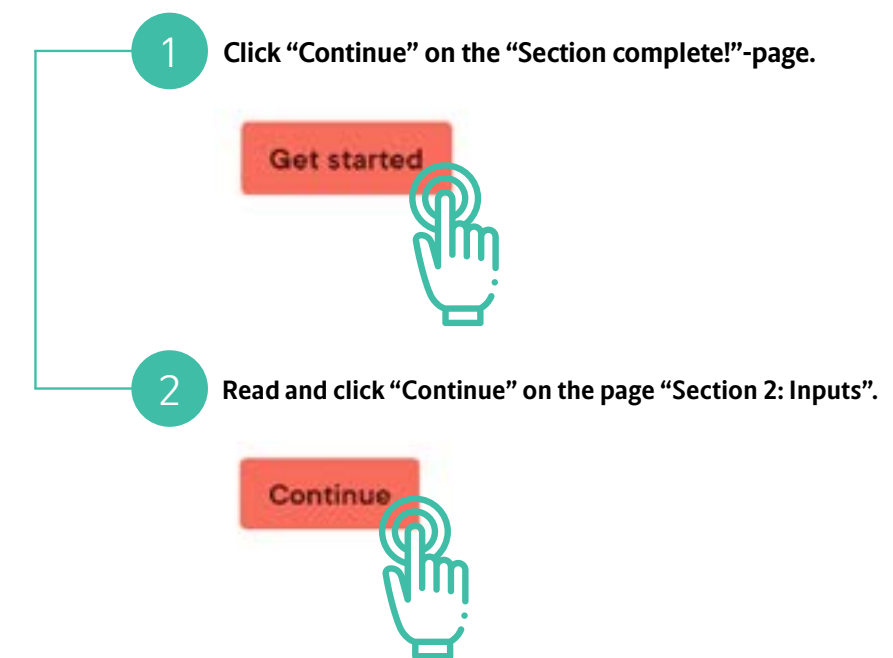 1
Click “Continue” on the “Section complete!”-page.
Get started
2
Read and click “Continue” on the page “Section 2: Inputs”.
Continue